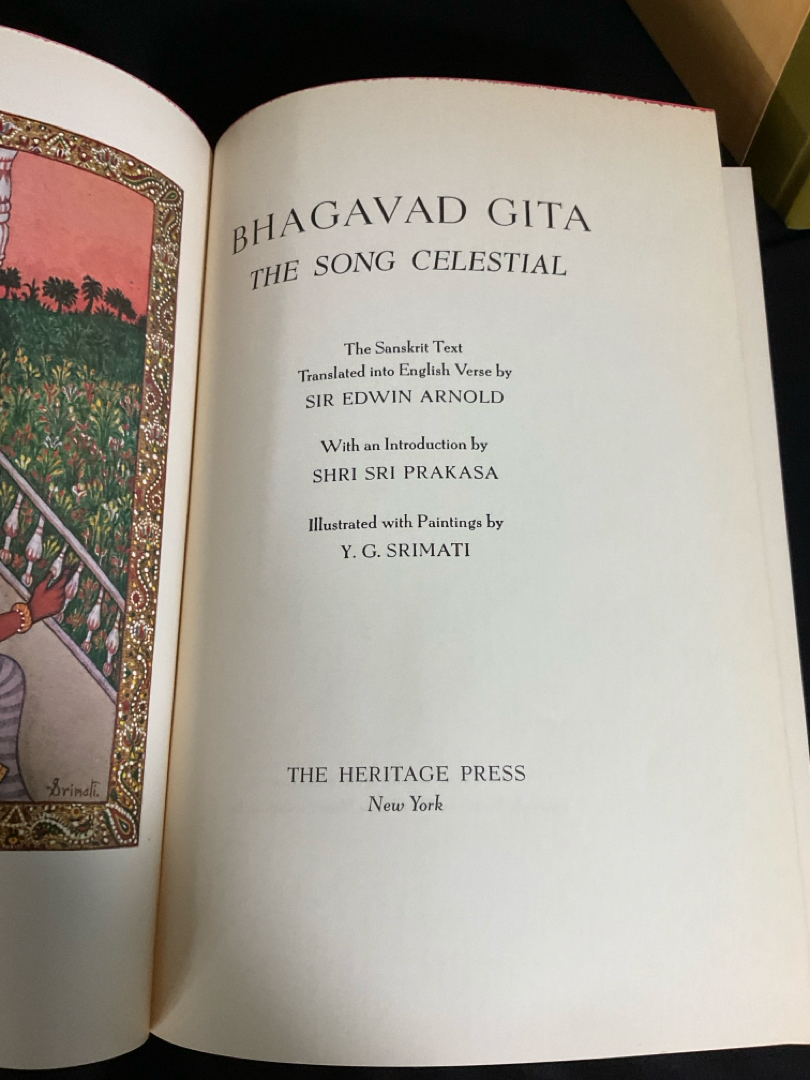 BHAGAVAD GITA
THE SONG CELESTIAL
The Sanskrit Text
Translated into English Verse by
SIR EDWIN ARNOLD
With an Introduction by
SHRI SRI PRAKASA
Illustrated with Paintings by
Y. G. SRIMATI
THE HERITAGE PRESS
New York
Srimati.